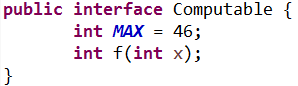 public interface Computable {
        int MAX = 46;
        int f(int x);
}